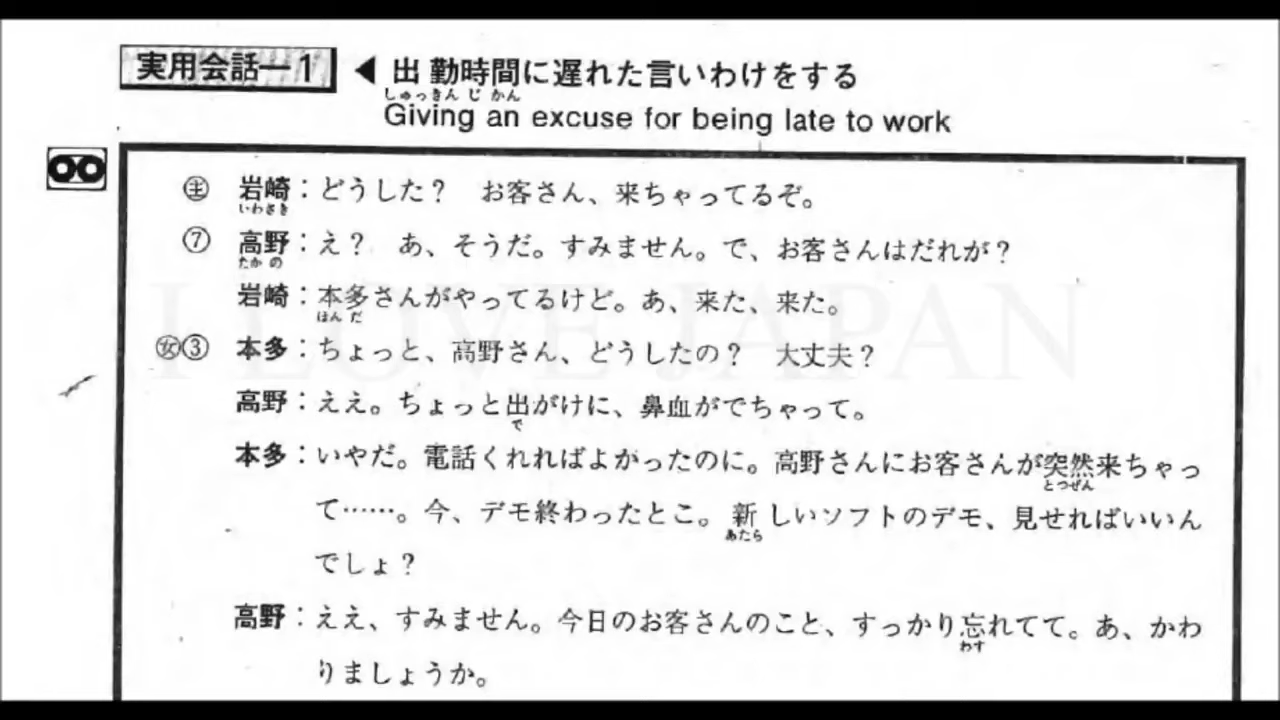 実用会話ー1 ◀ 出勤時間に遅れた言いわけをする
しゅっきん じ かん
Giving an excuse for being late to work
㊩ 岩崎：どうした？ お客さん、来ちゃってるぞ。
いわさき
⑦ 高野：え？ あ、そうだ。すみません。で、お客さんはだれが？
たか の
岩崎：本多さんがやってるけど。あ、来た、来た。
ほん だ
㊛③ 本多：ちょっと、高野さん、どうしたの？ 大丈夫？
高野：ええ。ちょっと出がけに、鼻血がでちゃって。
で
本多：いやだ。電話くれればよかったのに。高野さんにお客さんが突然来ちゃっ
とつぜん
て……。今、デモ終わったとこ。新しいソフトのデモ、見せればいいん
あたら
でしょ？
高野：ええ、すみません。今日のお客さんのこと、すっかり忘れてて。あ、かわ
わす
りましょうか。
I LOVE JAPAN